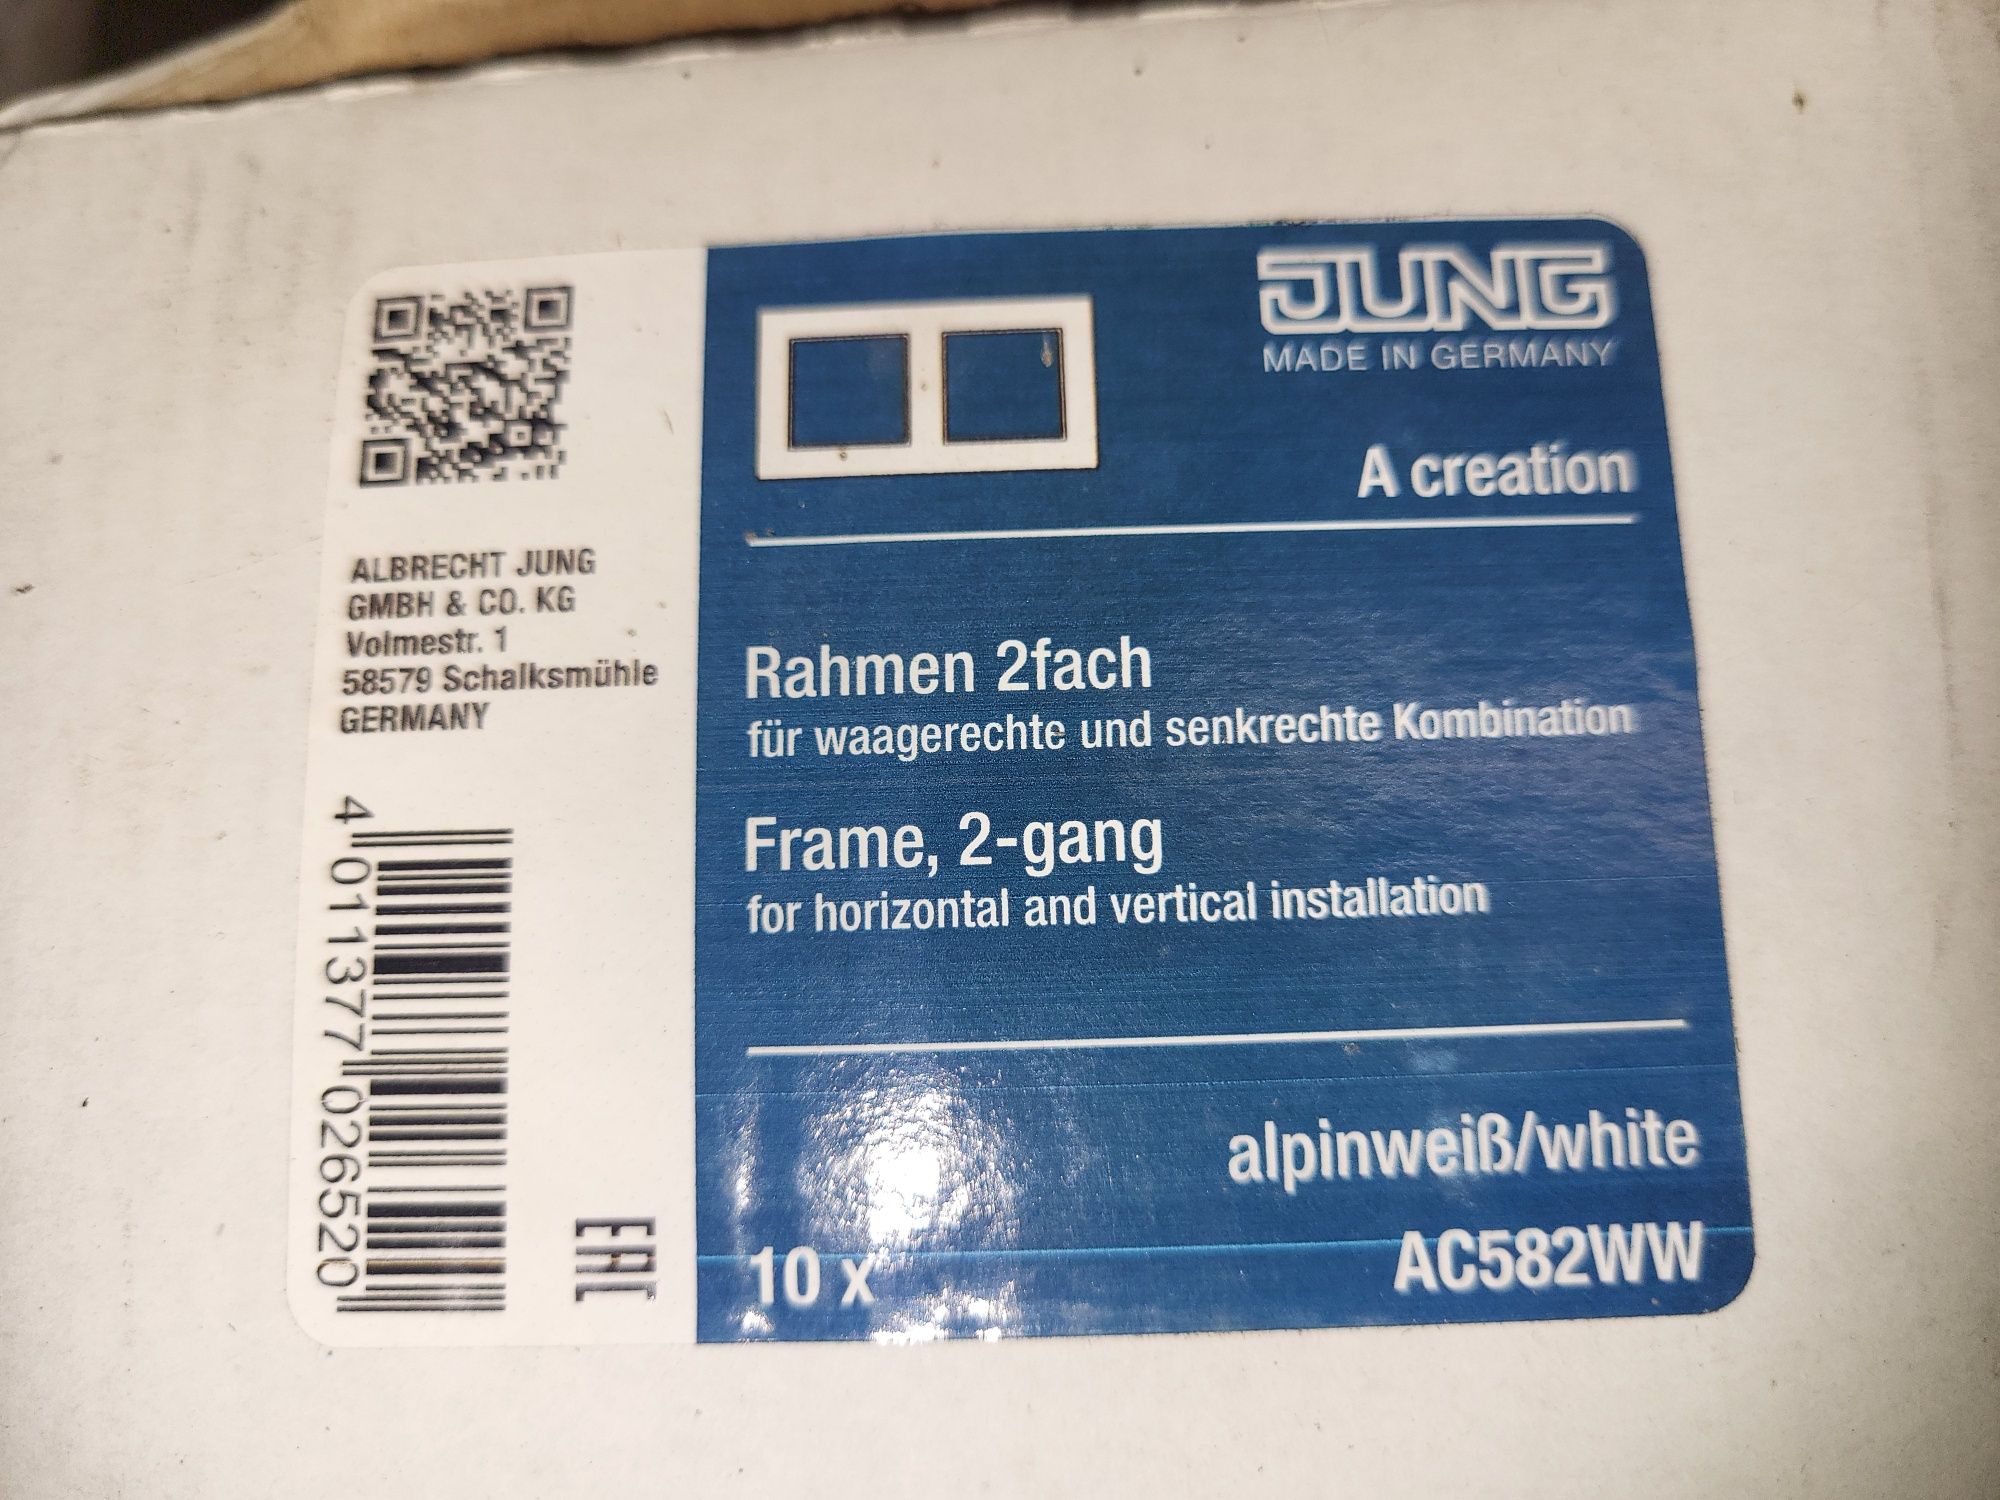 ALBRECHT JUNG
GMBH & CO. KG
Volmestr. 1
58579 Schalksmühle
GERMANY
4 011377 026520
EAC
JUNG
MADE IN GERMANY
A creation
Rahmen 2fach
für waagerechte und senkrechte Kombination
Frame, 2-gang
for horizontal and vertical installation
alpinweiß/white
10 x
AC582WW